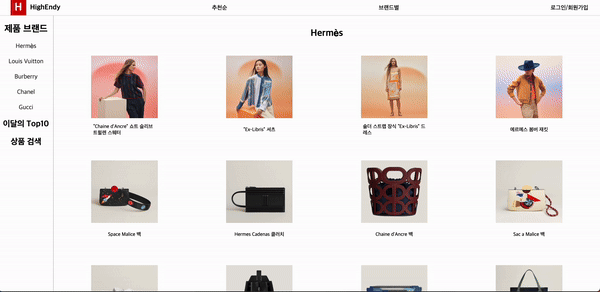 H HighEndy
추천순
브랜드별
로그인/회원가입
제품 브랜드
Hermès
Louis Vuitton
Burberry
Chanel
Gucci
이달의 Top10
상품 검색
Hermès
"Chaine d'Ancre" 쇼트 슬리브
트윌린 스웨터
"Ex-Libris" 셔츠
숄더 스트랩 장식 "Ex-Libris" 드
레스
에르메스 봄버 재킷
Space Malice 백
Hermes Cadenas 클러치
Chaine d'Ancre 백
Sac a Malice 백